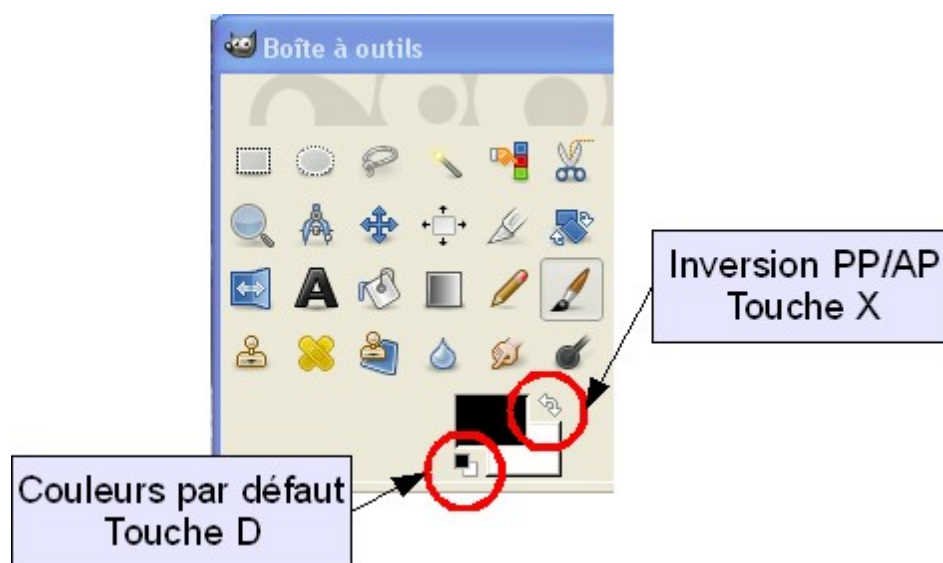 Boîte à outils
Inversion PP/AP
Touche X
Couleurs par défaut
Touche D